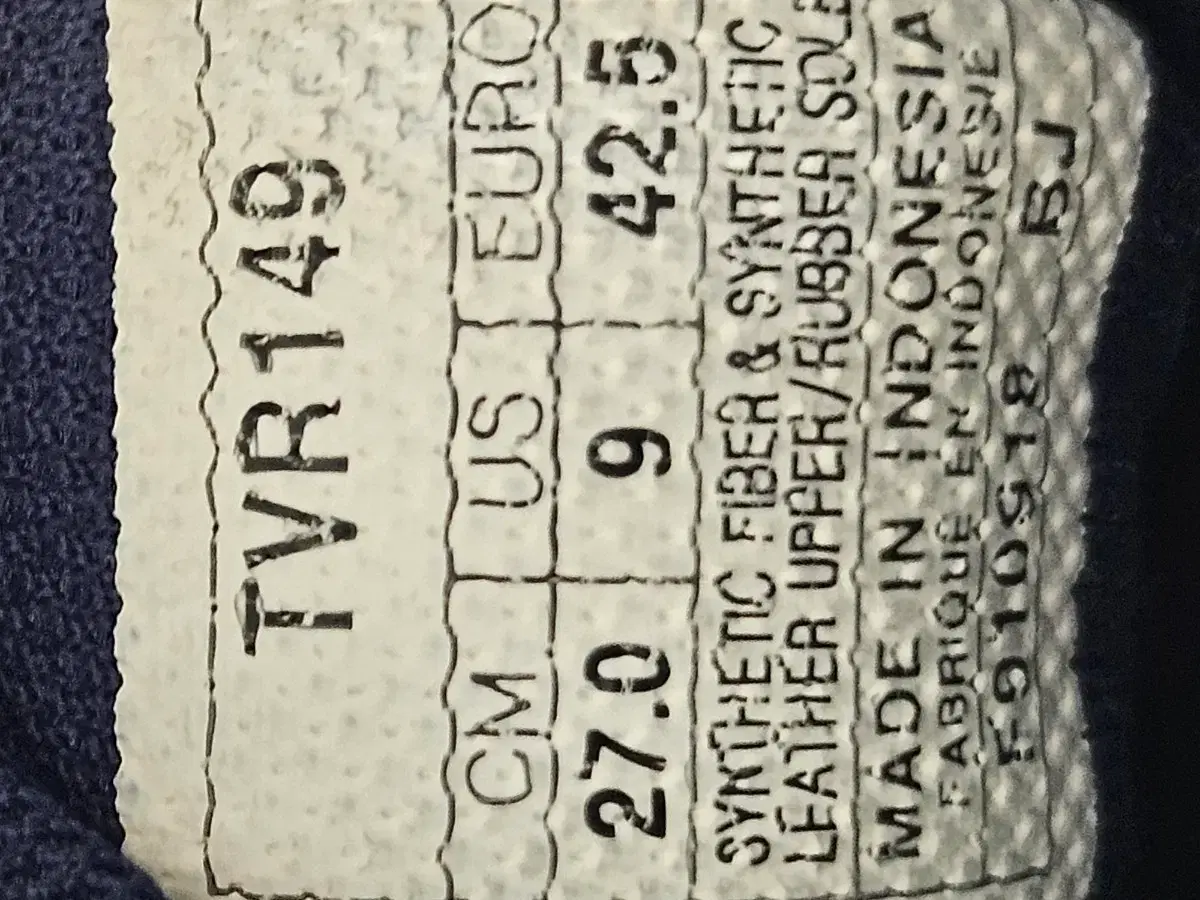 TVR149
CM US EURO
27.0 9 42.5
SYNTHETIC FIBER & SYNTHETIC
LEATHER UPPER/RUBBER SOLE
MADE IN INDONESIA
FABRIQUÉ EN INDONESIE
F910918 BJ